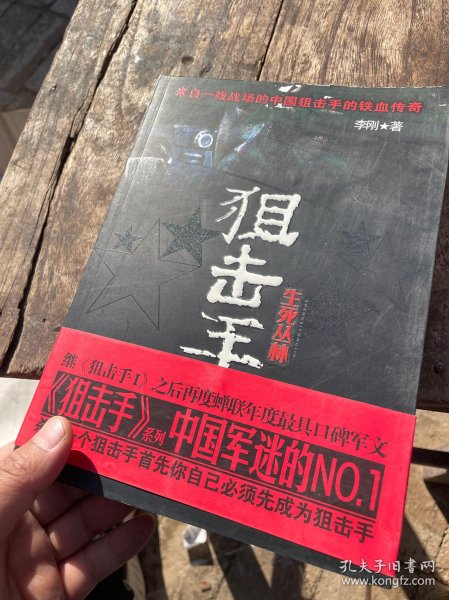 来自一线战场的中国狙击手的铁血传奇
李刚★著
狙击手
生死丛林
继《狙击手1》之后再度蝉联年度最具口碑军文
《狙击手》系列 中国军迷的NO.1
个狙击手首先你自己必须先成为狙击手
孔夫子旧书网
www.kongfz.com